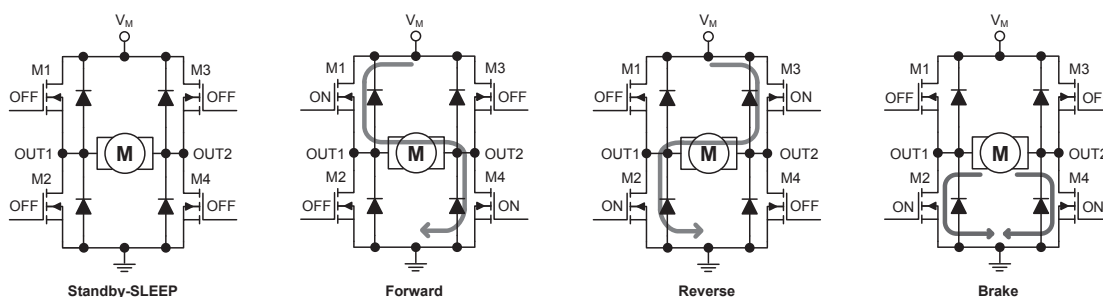 VM
M1
M3
OFF
OFF
OUT1
M
OUT2
M2
M4
OFF
OFF
Standby-SLEEP
VM
M1
M3
ON
OFF
OUT1
M
OUT2
M2
M4
OFF
ON
Forward
VM
M1
M3
OFF
ON
OUT1
M
OUT2
M2
M4
ON
OFF
Reverse
VM
M1
M3
OFF
OUT1
M
M2
M4
ON
ON
Brake